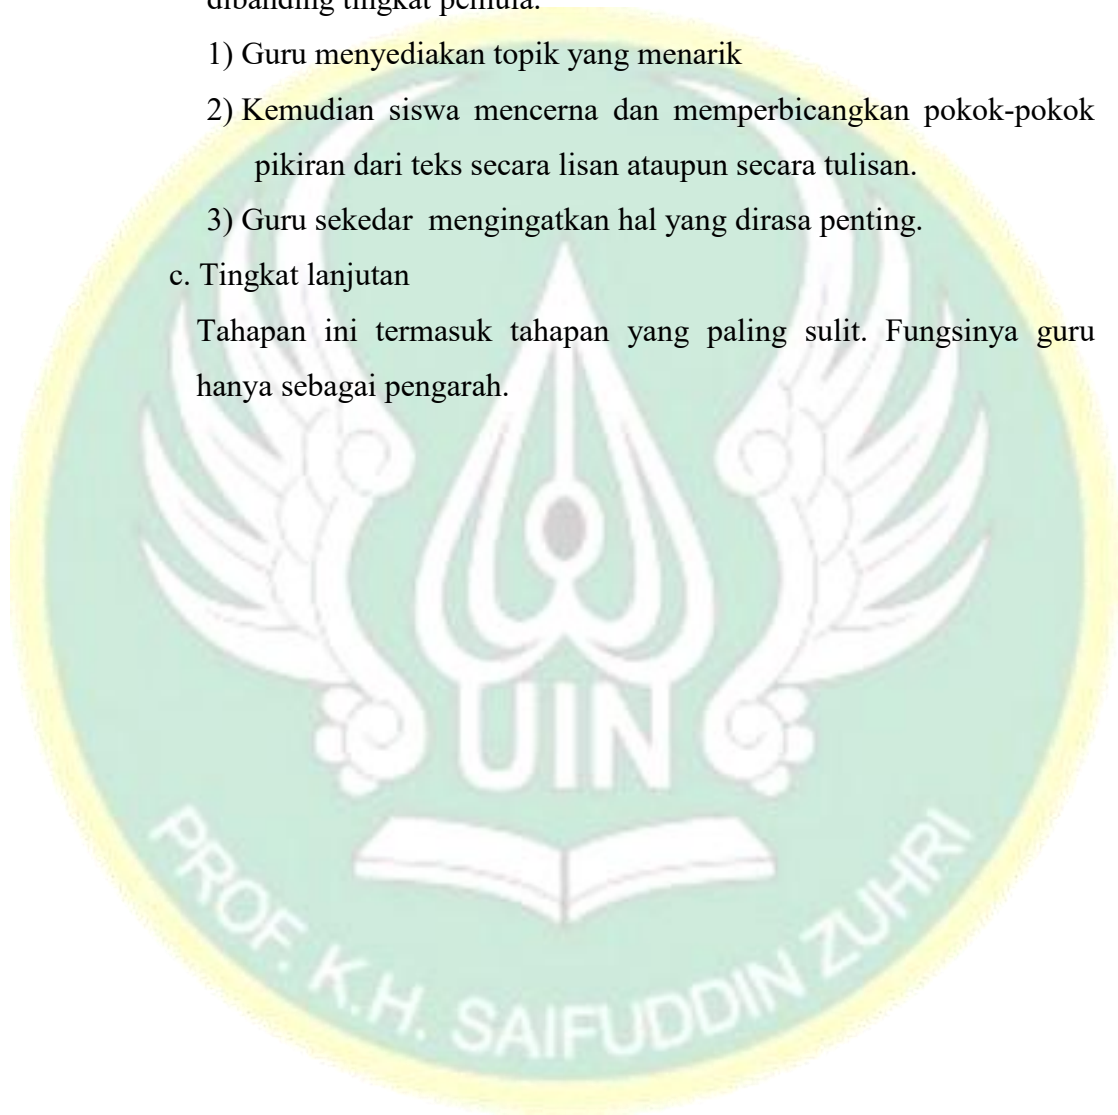 dibanding tingkat pemula.
1) Guru menyediakan topik yang menarik
2) Kemudian siswa mencerna dan memperbicangkan pokok-pokok
pikiran dari teks secara lisan ataupun secara tulisan.
3) Guru sekedar mengingatkan hal yang dirasa penting.
c. Tingkat lanjutan
Tahapan ini termasuk tahapan yang paling sulit. Fungsinya guru
hanya sebagai pengarah.
UIN
PROF. K.H. SAIFUDDIN ZUHRI